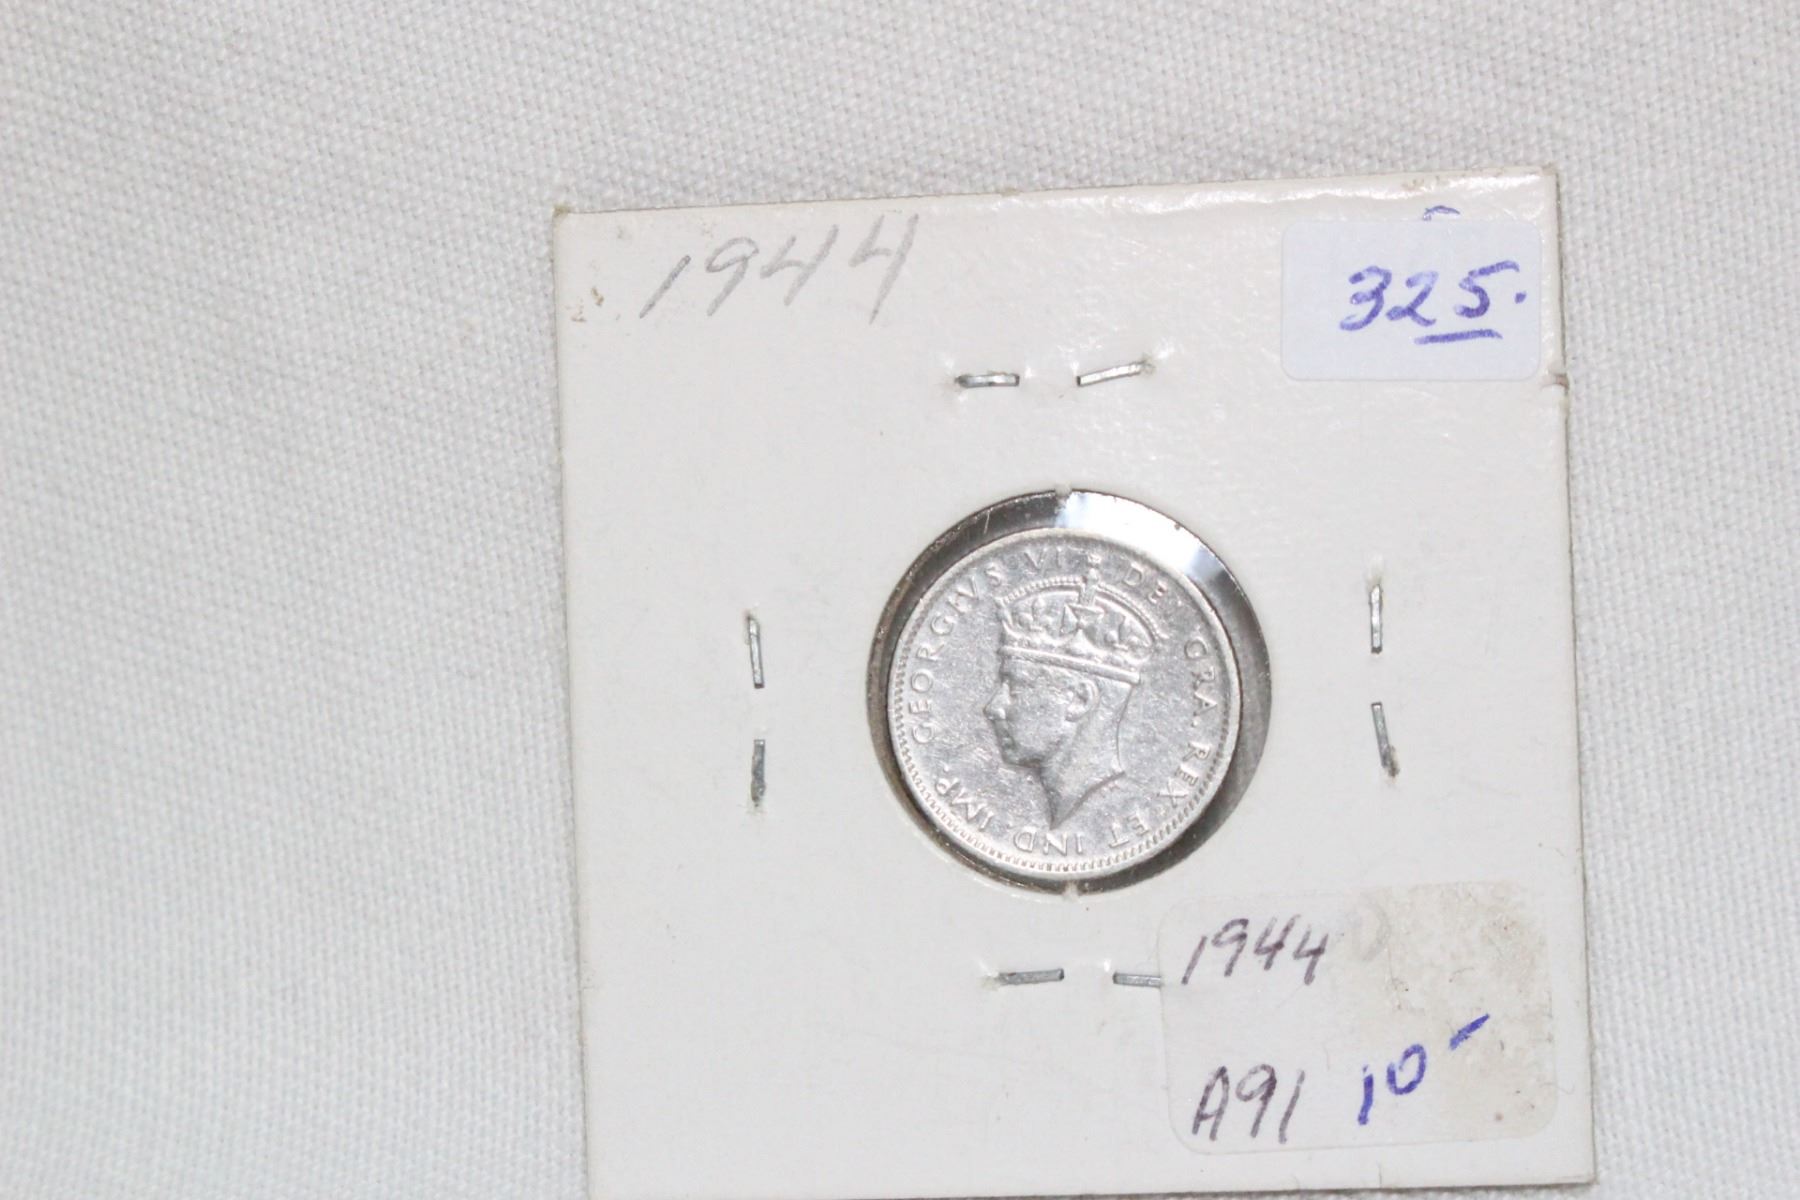 1944
325.
GEORGIVS VI DEI GRA. REX ET IND. IMP.
1944
A91 10-